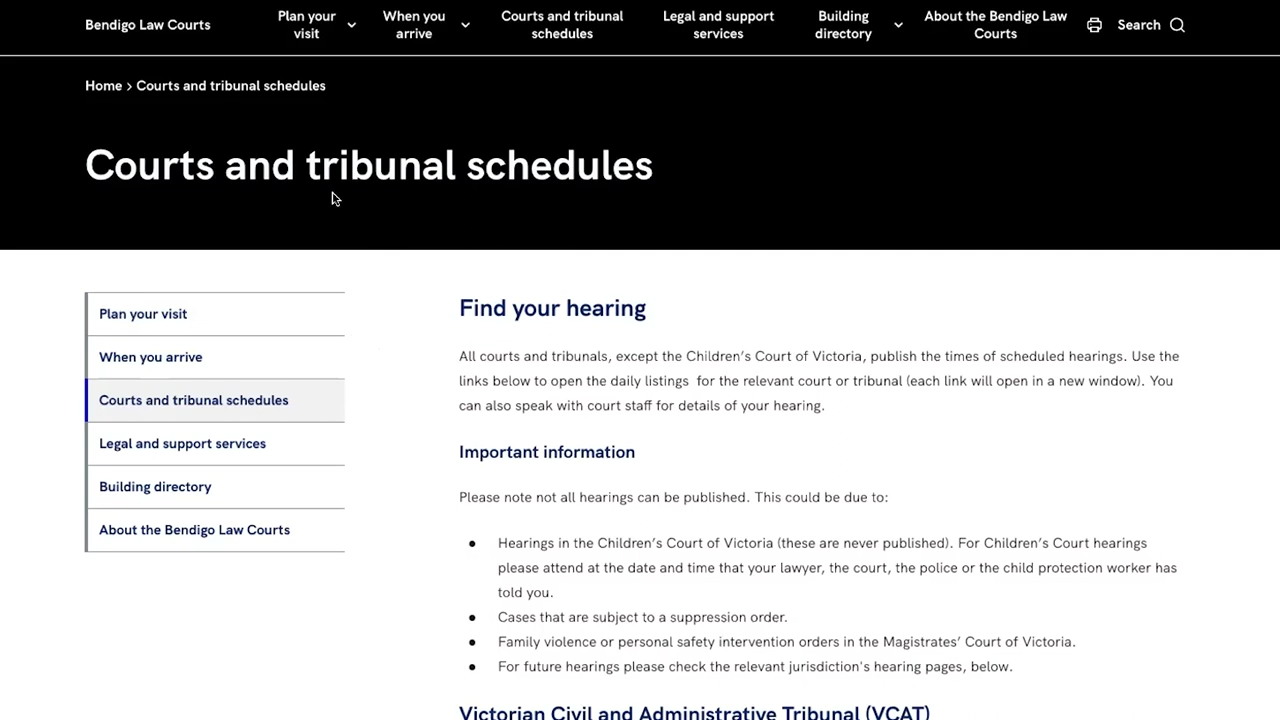 Bendigo Law Courts
Plan your
visit
When you
arrive
Courts and tribunal
schedules
Legal and support
services
Building
directory
About the Bendigo Law
Courts
Search
Home > Courts and tribunal schedules
Courts and tribunal schedules
Plan your visit
When you arrive
Courts and tribunal schedules
Legal and support services
Building directory
About the Bendigo Law Courts
Find your hearing
All courts and tribunals, except the Children’s Court of Victoria, publish the times of scheduled hearings. Use the
links below to open the daily listings for the relevant court or tribunal (each link will open in a new window). You
can also speak with court staff for details of your hearing.
Important information
Please note not all hearings can be published. This could be due to:
● Hearings in the Children’s Court of Victoria (these are never published). For Children’s Court hearings
please attend at the date and time that your lawyer, the court, the police or the child protection worker has
told you.
● Cases that are subject to a suppression order.
● Family violence or personal safety intervention orders in the Magistrates’ Court of Victoria.
● For future hearings please check the relevant jurisdiction's hearing pages, below.
Victorian Civil and Administrative Tribunal (VCAT)